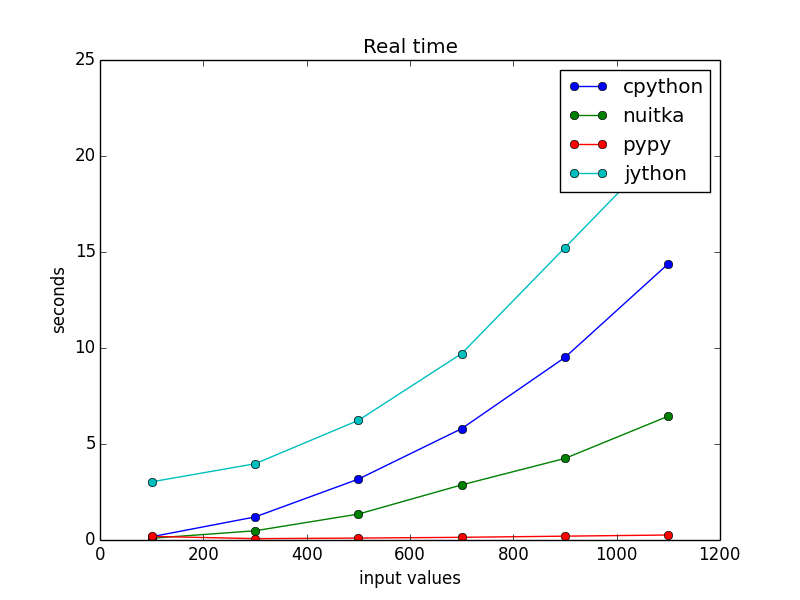 Real time
25
20
15
10
5
0
seconds
cpython
nuitka
pypy
jython
0 200 400 600 800 1000 1200
input values